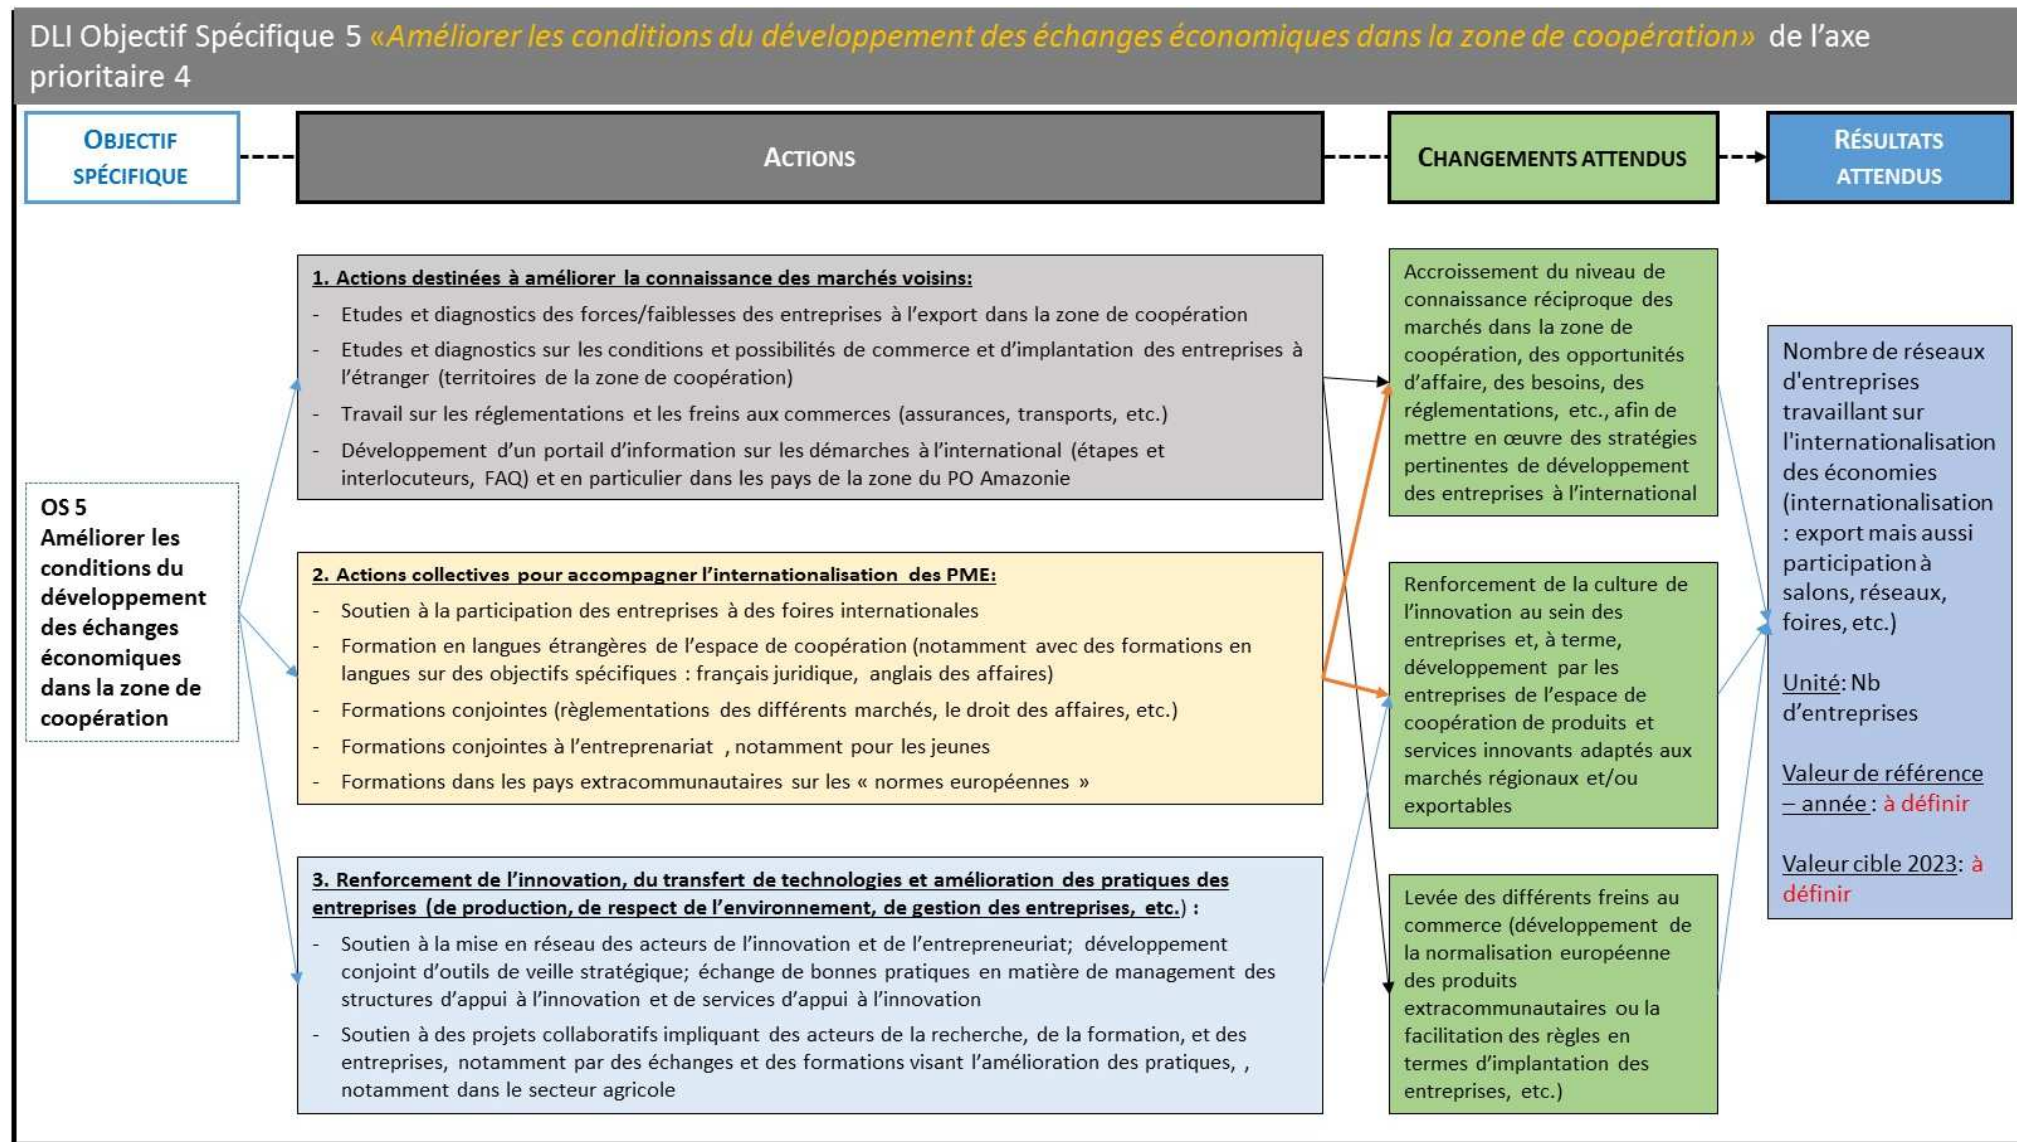 DLI Objectif Spécifique 5 «Améliorer les conditions du développement des échanges économiques dans la zone de coopération» de l'axe
prioritaire 4
OBJECTIF
SPÉCIFIQUE
ACTIONS
CHANGEMENTS ATTENDUS
RÉSULTATS
ATTENDUS
OS 5
Améliorer les
conditions du
développement
des échanges
économiques
dans la zone de
coopération
1. Actions destinées à améliorer la connaissance des marchés voisins:
- Etudes et diagnostics des forces/faiblesses des entreprises à l'export dans la zone de coopération
- Etudes et diagnostics sur les conditions et possibilités de commerce et d'implantation des entreprises à
l'étranger (territoires de la zone de coopération)
- Travail sur les réglementations et les freins aux commerces (assurances, transports, etc.)
- Développement d'un portail d'information sur les démarches à l'international (étapes et
interlocuteurs, FAQ) et en particulier dans les pays de la zone du PO Amazonie
2. Actions collectives pour accompagner l'internationalisation des PME:
- Soutien à la participation des entreprises à des foires internationales
- Formation en langues étrangères de l'espace de coopération (notamment avec des formations en
langues sur des objectifs spécifiques : français juridique, anglais des affaires)
- Formations conjointes (règlementations des différents marchés, le droit des affaires, etc.)
- Formations conjointes à l'entreprenariat , notamment pour les jeunes
- Formations dans les pays extracommunautaires sur les « normes européennes »
3. Renforcement de l'innovation, du transfert de technologies et amélioration des pratiques des
entreprises (de production, de respect de l'environnement, de gestion des entreprises, etc.) :
- Soutien à la mise en réseau des acteurs de l'innovation et de l'entrepreneuriat; développement
conjoint d'outils de veille stratégique; échange de bonnes pratiques en matière de management des
structures d'appui à l'innovation et de services d'appui à l'innovation
- Soutien à des projets collaboratifs impliquant des acteurs de la recherche, de la formation, et des
entreprises, notamment par des échanges et des formations visant l'amélioration des pratiques, ,
notamment dans le secteur agricole
Accroissement du niveau de
connaissance réciproque des
marchés dans la zone de
coopération, des opportunités
d'affaire, des besoins, des
réglementations, etc., afin de
mettre en œuvre des stratégies
pertinentes de développement
des entreprises à l'international
Renforcement de la culture de
l'innovation au sein des
entreprises et, à terme,
développement par les
entreprises de l'espace de
coopération de produits et
services innovants adaptés aux
marchés régionaux et/ou
exportables
Levée des différents freins au
commerce (développement de
la normalisation européenne
des produits
extracommunautaires ou la
facilitation des règles en
termes d'implantation des
entreprises, etc.)
Nombre de réseaux
d'entreprises
travaillant sur
l'internationalisation
des économies
(internationalisation
: export mais aussi
participation à
salons, réseaux,
foires, etc.)
Unité: Nb
d'entreprises
Valeur de référence
– année : à définir
Valeur cible 2023: à
définir